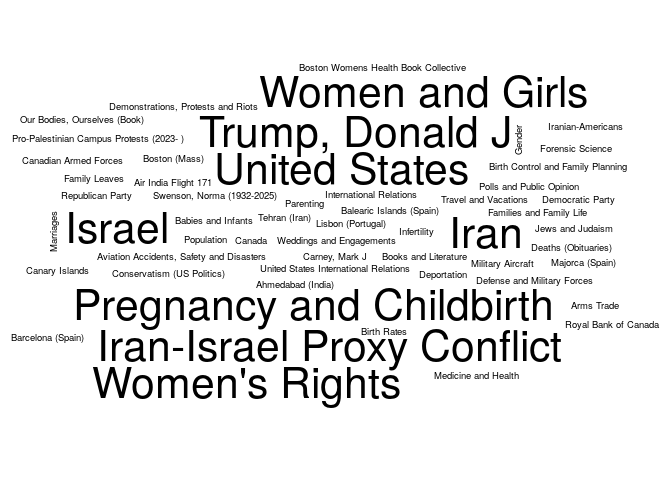 Boston Womens Health Book Collective
Women and Girls
Demonstrations, Protests and Riots
Our Bodies, Ourselves (Book)
Trump, Donald J
Gender
Iranian-Americans
Pro-Palestinian Campus Protests (2023- )
Forensic Science
Canadian Armed Forces
Boston (Mass)
United States
Birth Control and Family Planning
Family Leaves
Air India Flight 171
Polls and Public Opinion
Republican Party
Swenson, Norma (1932-2025)
International Relations
Travel and Vacations
Democratic Party
Parenting
Balearic Islands (Spain)
Families and Family Life
Marriages
Israel
Babies and Infants
Tehran (Iran)
Lisbon (Portugal)
Infertility
Iran
Jews and Judaism
Population
Canada
Weddings and Engagements
Deaths (Obituaries)
Aviation Accidents, Safety and Disasters
Carney, Mark J
Books and Literature
Military Aircraft
Majorca (Spain)
Canary Islands
Conservatism (US Politics)
United States International Relations
Deportation
Defense and Military Forces
Ahmedabad (India)
Pregnancy and Childbirth
Arms Trade
Royal Bank of Canada
Barcelona (Spain)
Birth Rates
Iran-Israel Proxy Conflict
Women's Rights
Medicine and Health